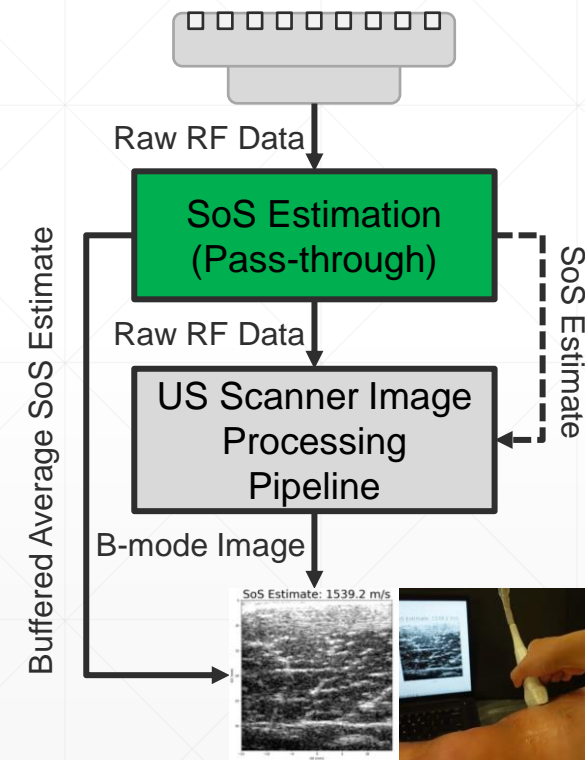 Raw RF Data
SoS Estimation
(Pass-through)
Buffered Average SoS Estimate
SoS Estimate
Raw RF Data
US Scanner Image
Processing
Pipeline
B-mode Image
SoS Estimate: 1539.2 m/s